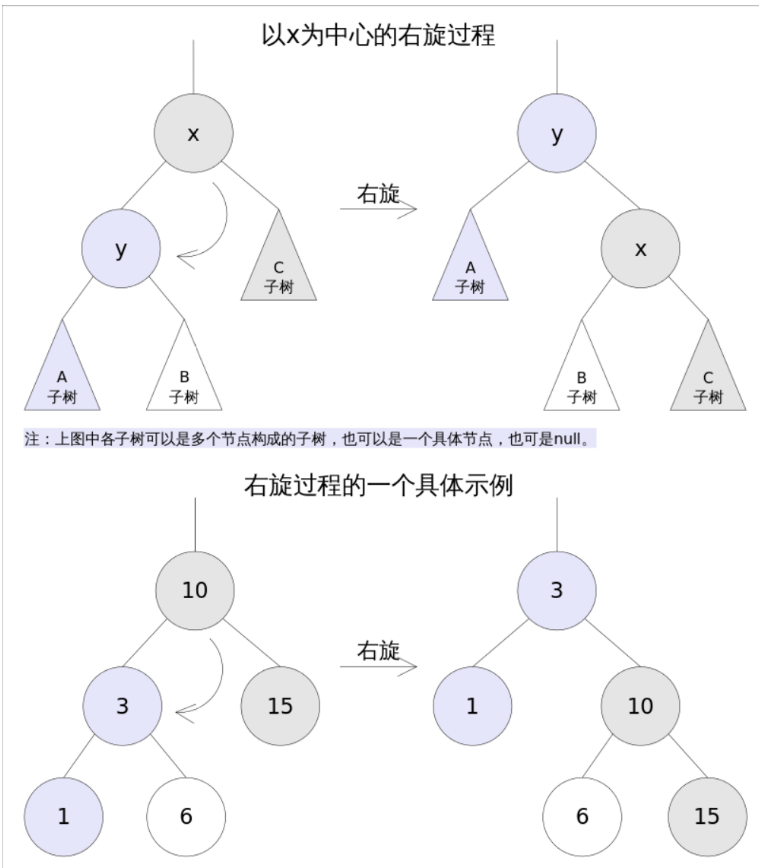 以x为中心的右旋过程
x
y
右旋
y
C
子树
A
子树
x
A
子树
B
子树
B
子树
C
子树
注：上图中各子树可以是多个节点构成的子树，也可以是一个具体节点，也可是null。
右旋过程的一个具体示例
10
3
右旋
3
15
1
10
1
6
6
15